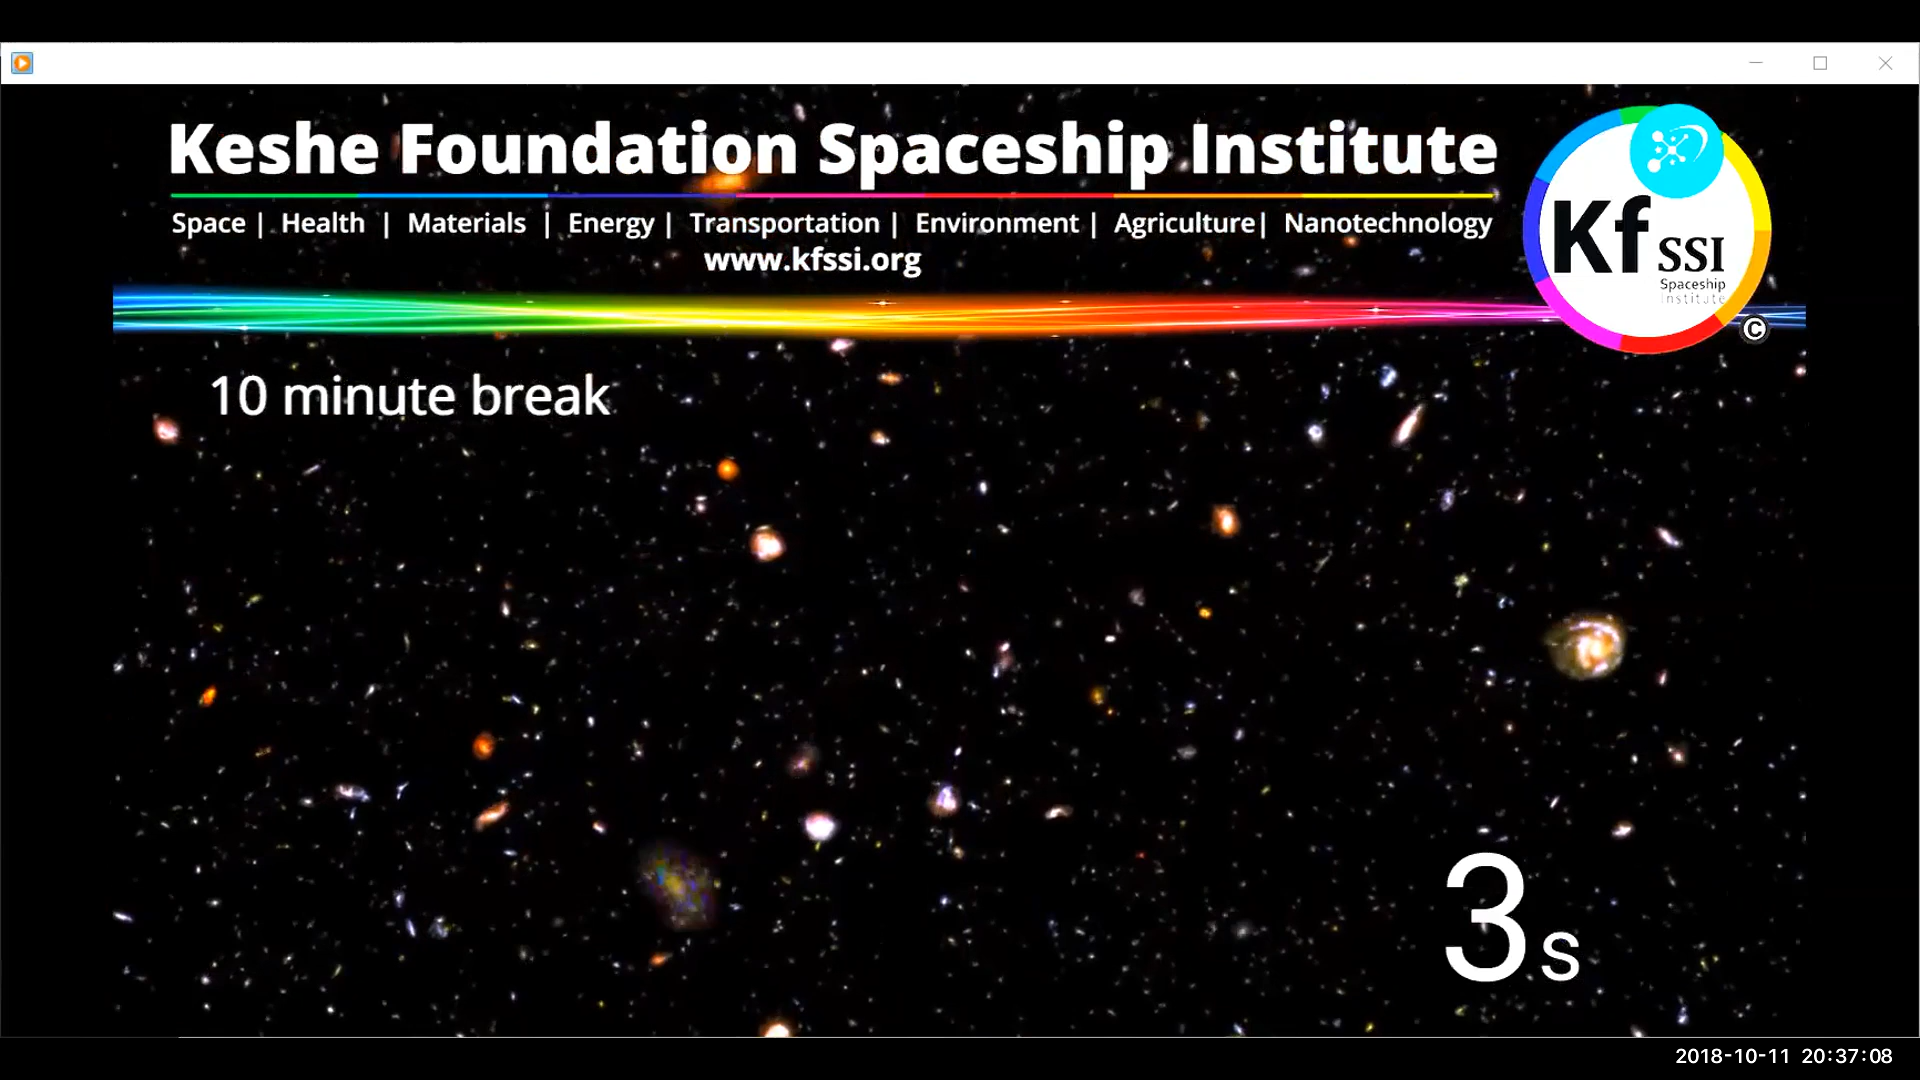 Keshe Foundation Spaceship Institute
Space | Health | Materials | Energy | Transportation | Environment | Agriculture| Nanotechnology
www.kfssi.org
Kf SSI
Spaceship
Institute
©
10 minute break
3s
2018-10-11 20:37:08